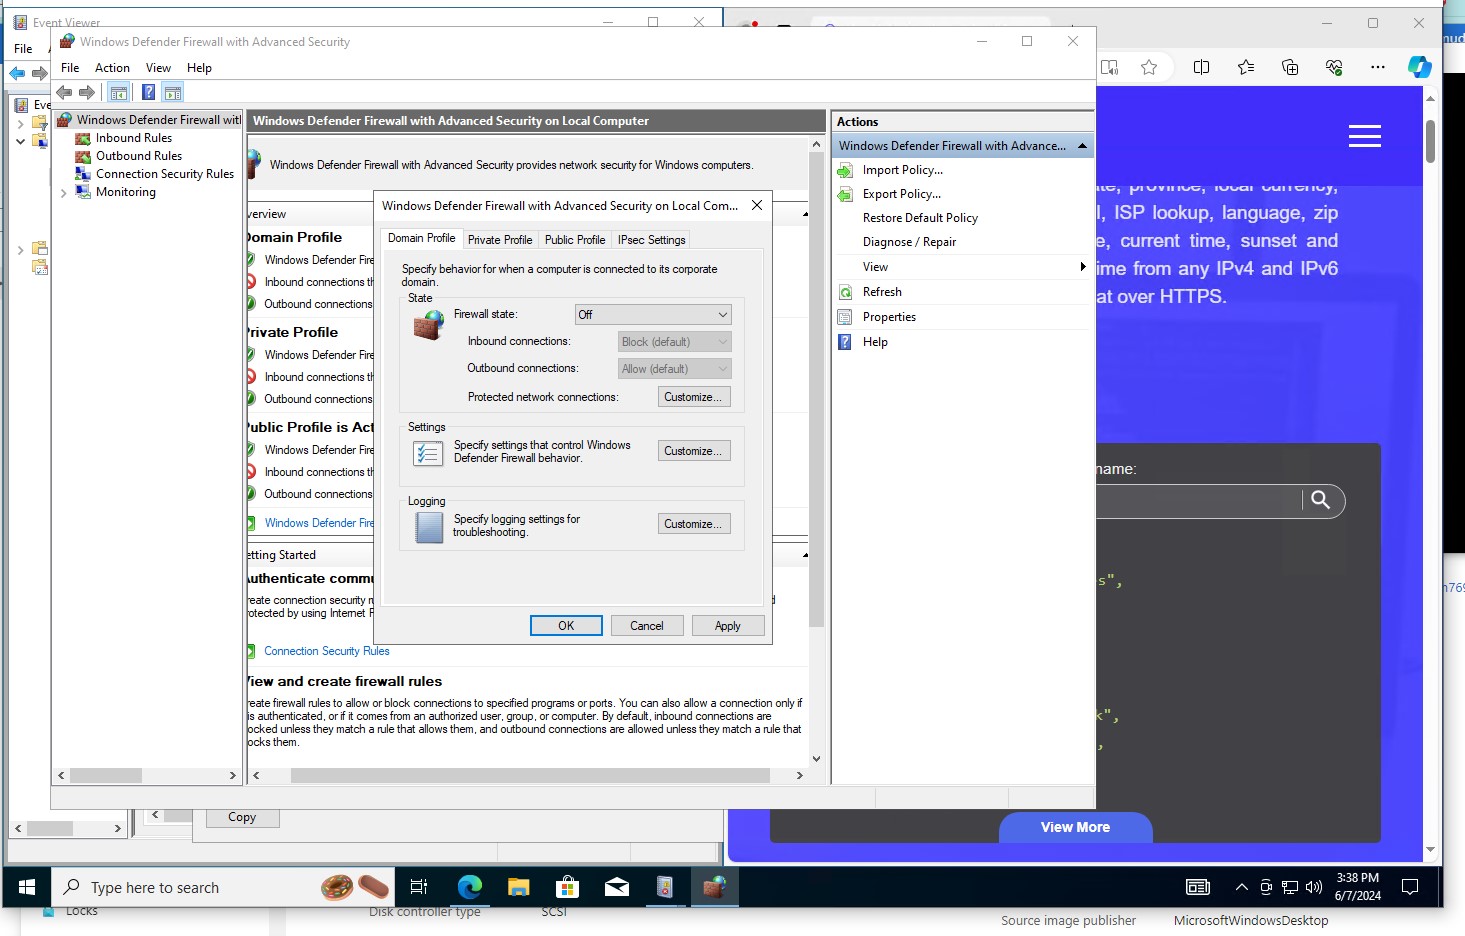 Event Viewer
File
Windows Defender Firewall with Advanced Security
File Action View Help
Windows Defender Firewall with
Inbound Rules
Outbound Rules
Connection Security Rules
Monitoring
Windows Defender Firewall with Advanced Security on Local Computer
Windows Defender Firewall with Advanced Security provides network security for Windows computers.
verview
Domain Profile
Windows Defender Fire
Inbound connections th
Outbound connections
Private Profile
Windows Defender Fire
Inbound connections th
Outbound connections
Public Profile is Act
Windows Defender Fire
Inbound connections th
Outbound connections
Windows Defender Fire
etting Started
Authenticate commu
reate connection security r
rotected by using Internet P
Connection Security Rules
View and create firewall rules
reate firewall rules to allow or block connections to specified programs or ports. You can also allow a connection only if
is authenticated, or if it comes from an authorized user, group, or computer. By default, inbound connections are
ocked unless they match a rule that allows them, and outbound connections are allowed unless they match a rule that
ocks them.
Windows Defender Firewall with Advanced Security on Local Com...
Domain Profile Private Profile Public Profile IPsec Settings
Specify behavior for when a computer is connected to its corporate
domain.
State
Firewall state: Off
Inbound connections: Block (default)
Outbound connections: Allow (default)
Protected network connections: Customize...
Settings
Specify settings that control Windows
Defender Firewall behavior.
Customize...
Logging
Specify logging settings for
troubleshooting.
Customize...
OK Cancel Apply
Actions
Windows Defender Firewall with Advance...
Import Policy...
Export Policy...
Restore Default Policy
Diagnose / Repair
View
Refresh
Properties
Help
te, province, local currency,
l, ISP lookup, language, zip
e, current time, sunset and
ime from any IPv4 and IPv6
at over HTTPS.
name:
s",
k",
,
View More
Copy
Type here to search
3:38 PM
6/7/2024
Locks
Disk controller type SCSI
Source image publisher MicrosoftWindowsDesktop